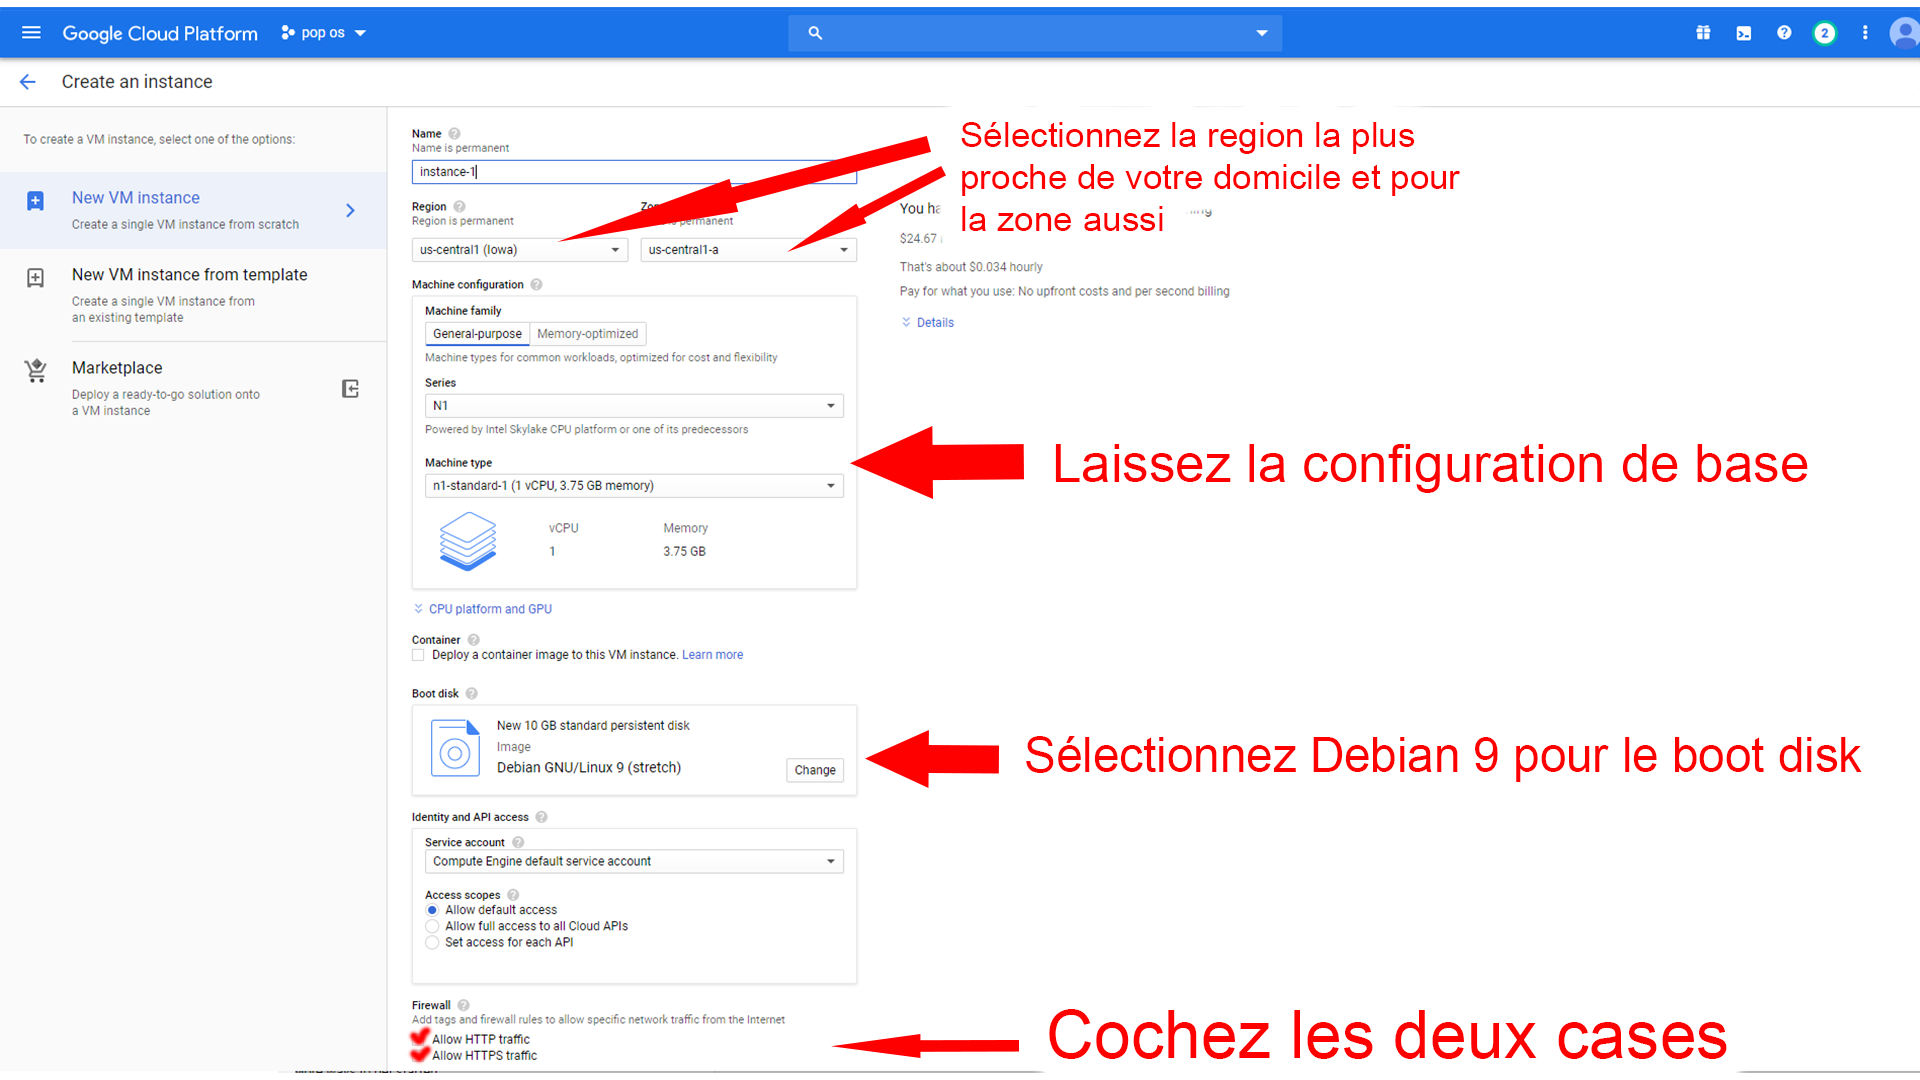 Google Cloud Platform
pop os
2
Create an instance
To create a VM instance, select one of the options:
New VM instance
Create a single VM instance from scratch
New VM instance from template
Create a single VM instance from
an existing template
Marketplace
Deploy a ready-to-go solution onto
a VM instance
Name
Name is permanent
instance-1
Region
Region is permanent
us-central1 (Iowa)
permanent
us-central1-a
Machine configuration
Machine family
General-purpose
Memory-optimized
Machine types for common workloads, optimized for cost and flexibility
Series
N1
Powered by Intel Skylake CPU platform or one of its predecessors
Machine type
n1-standard-1 (1 vCPU, 3.75 GB memory)
vCPU
Memory
1
3.75 GB
CPU platform and GPU
Container
Deploy a container image to this VM instance. Learn more
Boot disk
New 10 GB standard persistent disk
Image
Debian GNU/Linux 9 (stretch)
Change
Identity and API access
Service account
Compute Engine default service account
Access scopes
Allow default access
Allow full access to all Cloud APIs
Set access for each API
Firewall
Add tags and firewall rules to allow specific network traffic from the Internet
Allow HTTP traffic
Allow HTTPS traffic
Sélectionnez la region la plus
proche de votre domicile et pour
la zone aussi
You
$24.67
That's about $0.034 hourly
Pay for what you use: No upfront costs and per second billing
Details
Laissez la configuration de base
Sélectionnez Debian 9 pour le boot disk
Cochez les deux cases